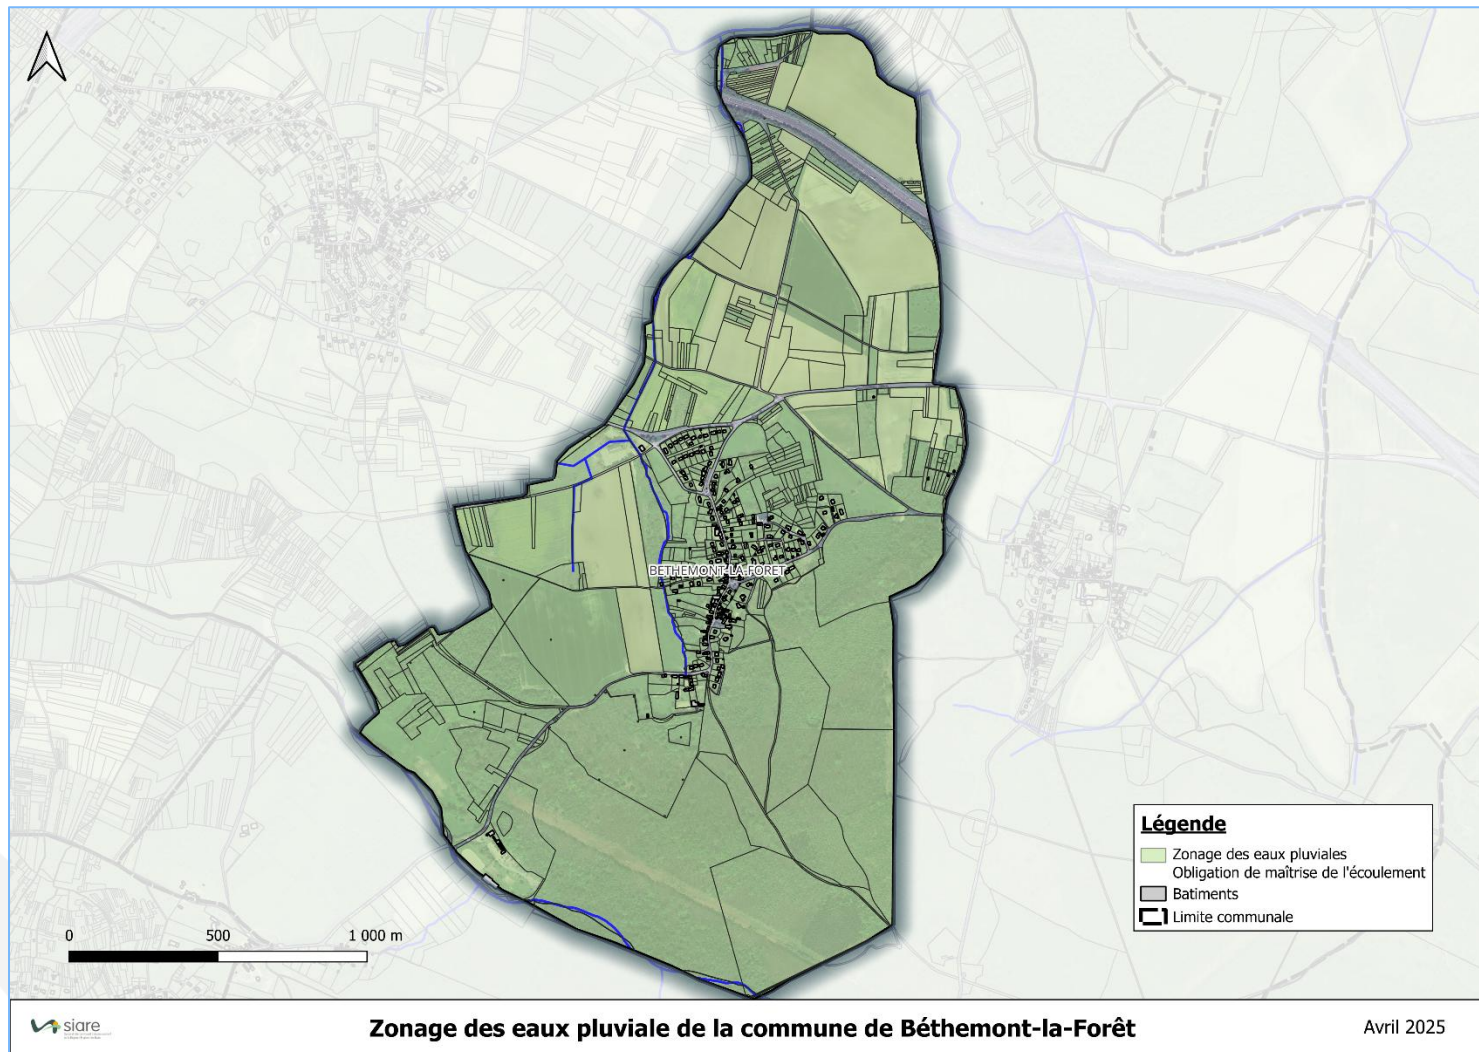 BETHEMONT-LA-FORET
Légende
Zonage des eaux pluviales
Obligation de maîtrise de l'écoulement
Batiments
Limite communale
0 500 1 000 m
siare
Zonage des eaux pluviale de la commune de Béthemont-la-Forêt
Avril 2025